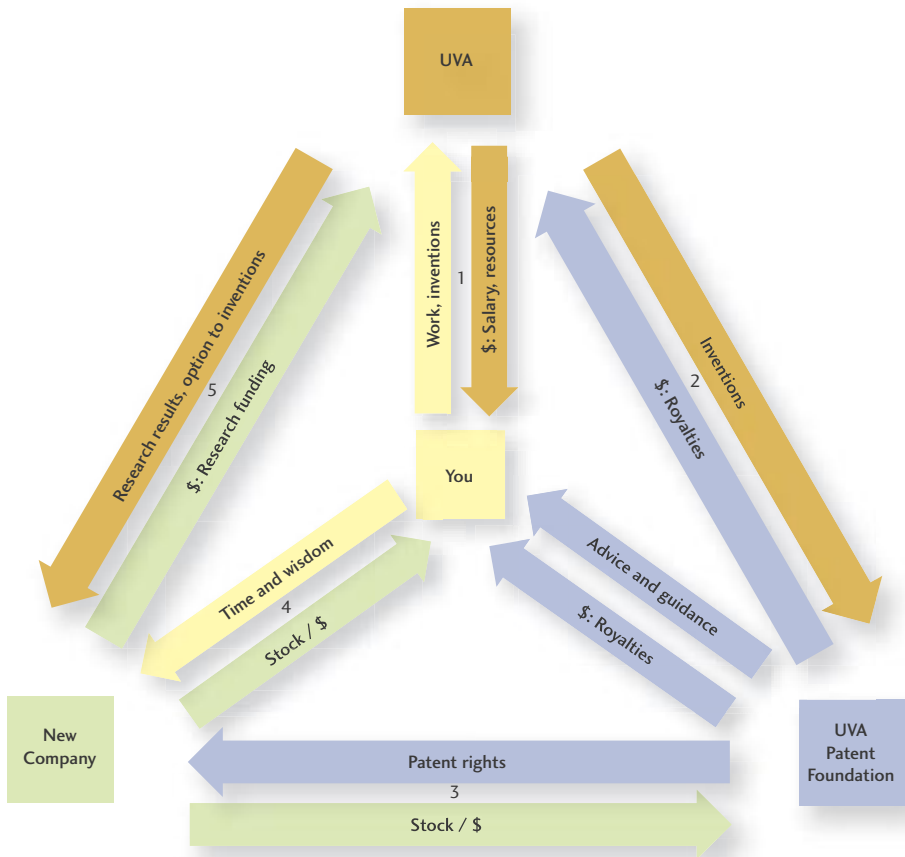 UVA
Work, inventions
1
$: Salary, resources
Research results, option to inventions
5
$: Research funding
Inventions
2
$: Royalties
You
Time and wisdom
4
Stock / $
Advice and guidance
$: Royalties
New
Company
UVA
Patent
Foundation
Patent rights
3
Stock / $